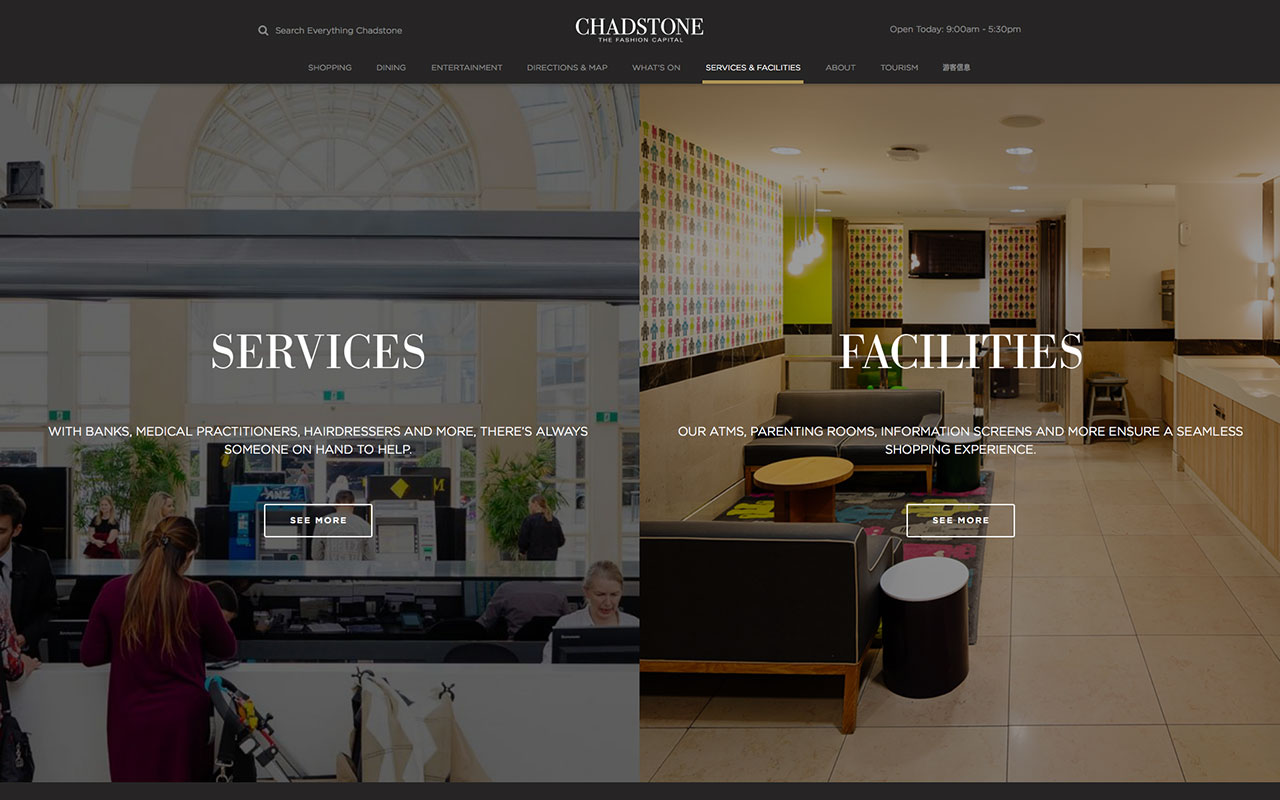 Search Everything Chadstone
CHADSTONE
THE FASHION CAPITAL
Open Today: 9:00am - 5:30pm
SHOPPING DINING ENTERTAINMENT DIRECTIONS & MAP WHAT'S ON SERVICES & FACILITIES ABOUT TOURISM 游客信息
SERVICES
WITH BANKS, MEDICAL PRACTITIONERS, HAIRDRESSERS AND MORE, THERE'S ALWAYS
SOMEONE ON HAND TO HELP.
ANZ
SEE MORE
FACILITIES
OUR ATMS, PARENTING ROOMS, INFORMATION SCREENS AND MORE ENSURE A SEAMLESS
SHOPPING EXPERIENCE.
SEE MORE